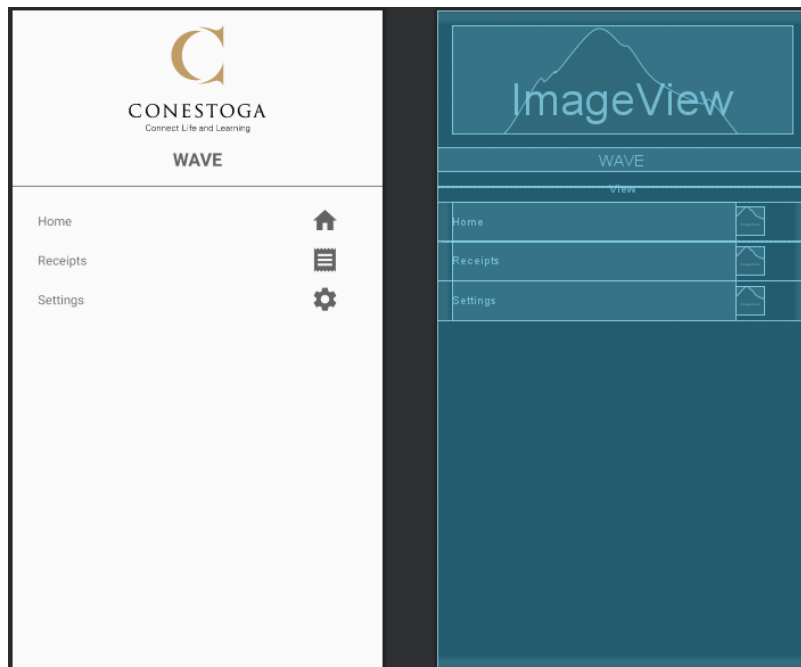 CONESTOGA
Connect Life and Learning
WAVE
Home
Receipts
Settings
ImageView
WAVE
View
Home
Receipts
Settings